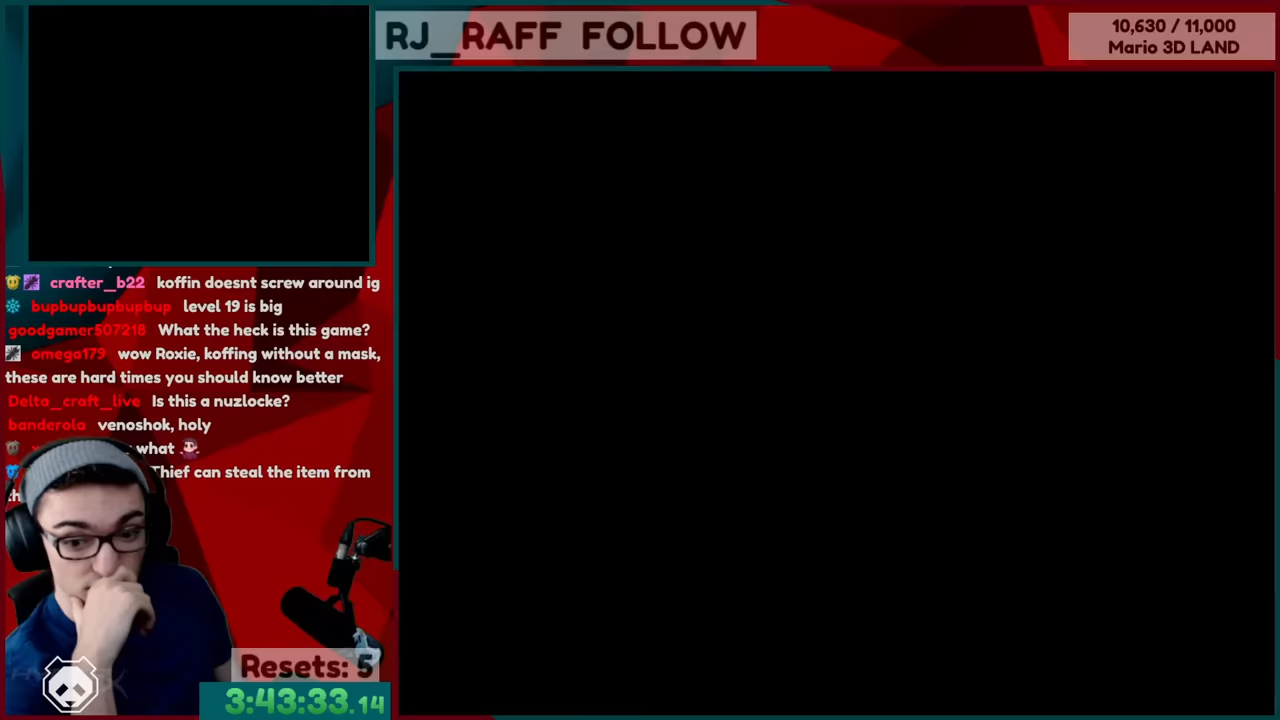 RJ_RAFF FOLLOW
10,630 / 11,000
Mario 3D LAND
crafter_b22 koffin doesnt screw around ig
bupbupbupbupbup level 19 is big
goodgamer507218 What the heck is this game?
omega179 wow Roxie, koffing without a mask,
these are hard times you should know better
Delta_craft_live Is this a nuzlocke?
banderola venoshok, holy
what
Thief can steal the item from
Resets: 5
3:43:33.14